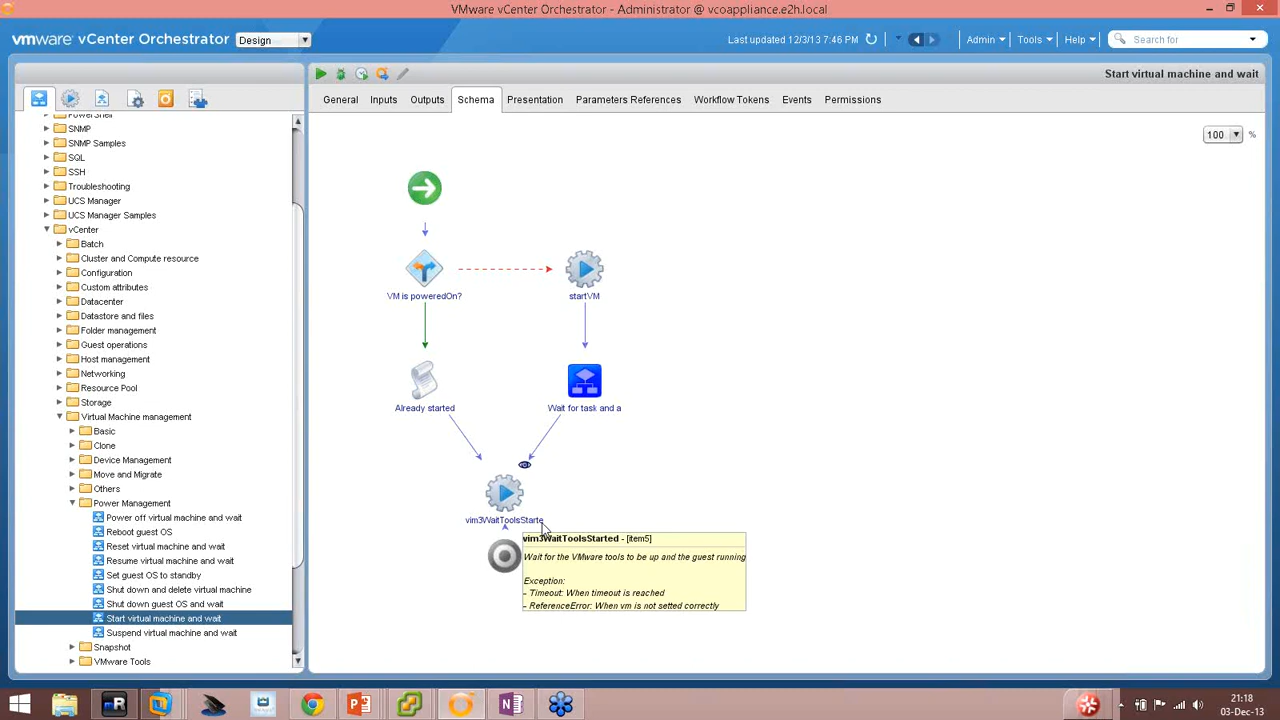 VMware vCenter Orchestrator - Administrator @ vcoappliance.e2h.local
vmware vCenter Orchestrator
Design
Last updated 12/3/13 7:46 PM
Admin
Tools
Help
Search for
Start virtual machine and wait
General
Inputs
Outputs
Schema
Presentation
Parameters References
Workflow Tokens
Events
Permissions
100
%
PowerShell
SNMP
SNMP Samples
SQL
SSH
Troubleshooting
UCS Manager
UCS Manager Samples
vCenter
Batch
Cluster and Compute resource
Configuration
Custom attributes
Datacenter
Datastore and files
Folder management
Guest operations
Host management
Networking
Resource Pool
Storage
Virtual Machine management
Basic
Clone
Device Management
Move and Migrate
Others
Power Management
Power off virtual machine and wait
Reboot guest OS
Reset virtual machine and wait
Resume virtual machine and wait
Set guest OS to standby
Shut down and delete virtual machine
Shut down guest OS and wait
Start virtual machine and wait
Suspend virtual machine and wait
Snapshot
VMware Tools
VM is poweredOn?
startVM
Already started
Wait for task and a
vim3WaitToolsStarte
vim3WaitToolsStarted - [item5]
Wait for the VMware tools to be up and the guest running
Exception:
- Timeout: When timeout is reached
- ReferenceError: When vm is not setted correctly
21:18
03-Dec-13